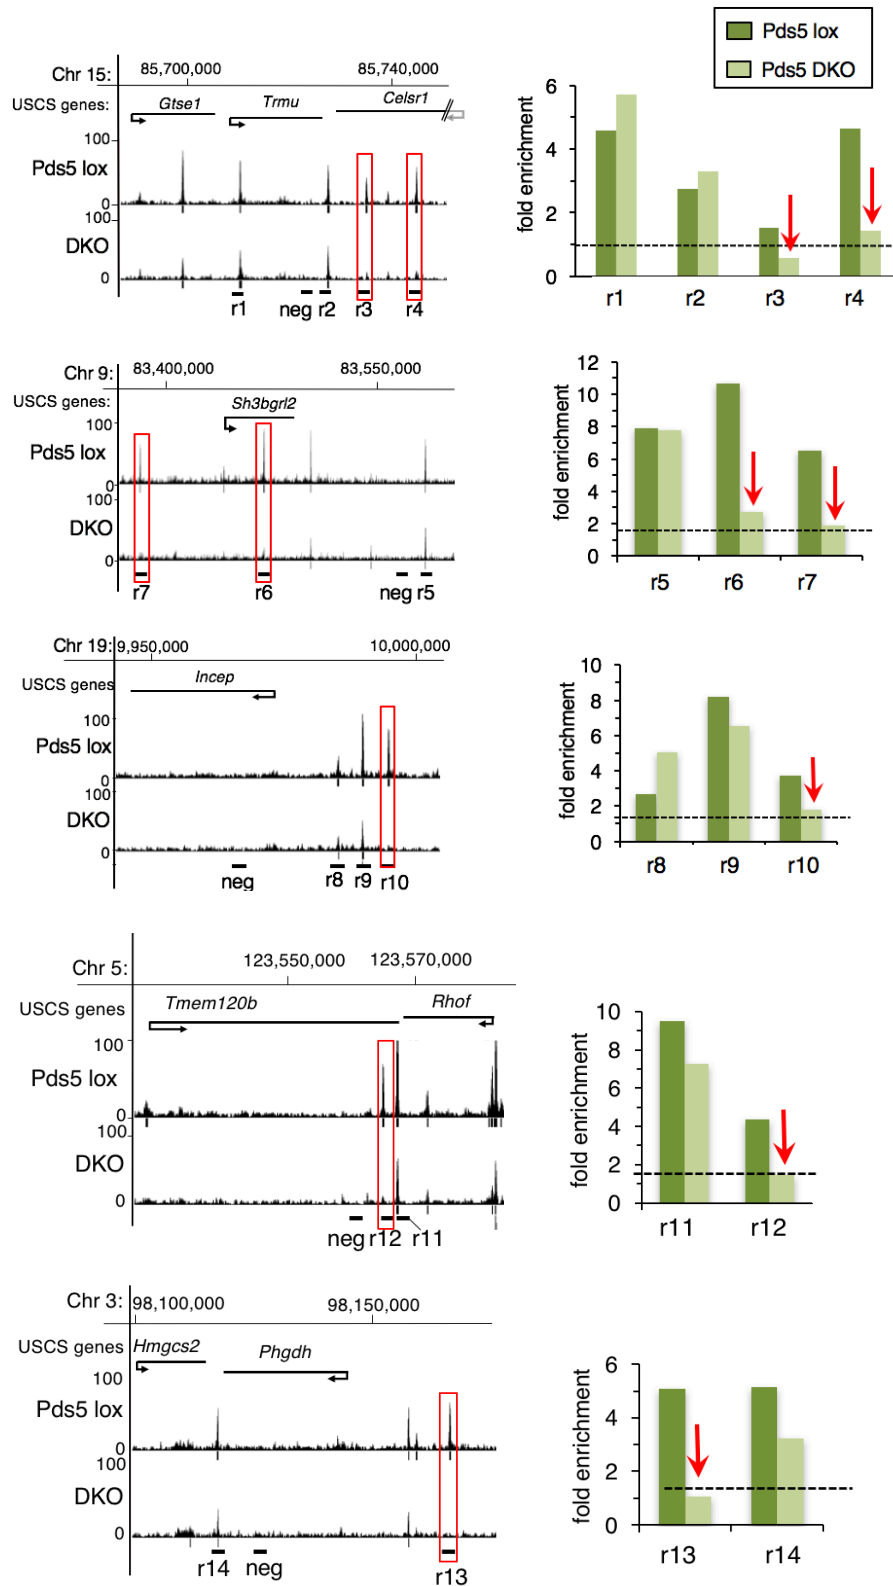 Pds5 lox
Pds5 DKO
Chr 15: 85,700,000 85,740,000
USCS genes: Gtse1 Trmu Celsr1
100
Pds5 lox
0
100
DKO
0
r1 neg r2 r3 r4
fold enrichment
6
4
2
0
r1 r2 r3 r4
Chr 9: 83,400,000 83,550,000
USCS genes: Sh3bgrl2
100
Pds5 lox
0
100
DKO
0
r7 r6 neg r5
fold enrichment
12
10
8
6
4
2
0
r5 r6 r7
Chr 19: 9,950,000 10,000,000
USCS genes Incep
100
Pds5 lox
0
100
DKO
0
neg r8 r9 r10
fold enrichment
10
8
6
4
2
0
r8 r9 r10
Chr 5: 123,550,000 123,570,000
USCS genes Tmem120b Rhof
100
Pds5 lox
0
100
DKO
0
neg r12 r11
fold enrichment
10
8
6
4
2
0
r11 r12
Chr 3: 98,100,000 98,150,000
USCS genes Hmgcs2 Phgdh
100
Pds5 lox
0
100
DKO
0
r14 neg r13
fold enrichment
6
4
2
0
r13 r14